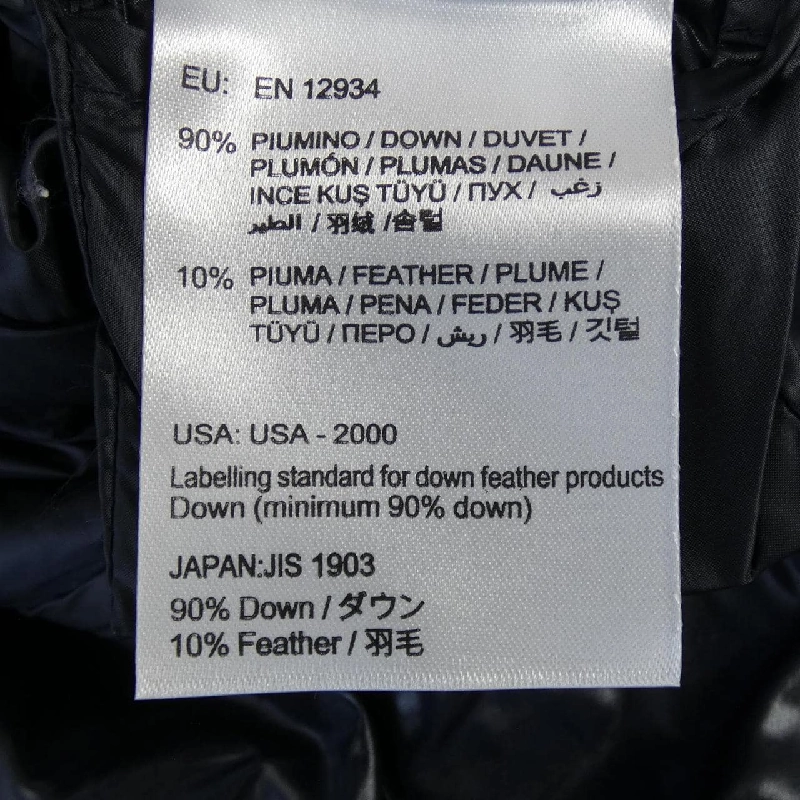 EU: EN 12934
90% PIUMINO / DOWN / DUVET /
PLUMÓN / PLUMAS / DAUNE /
INCE KUŞ TÜYÜ / ПУХ / زغب
الطير / 羽绒 / 솜털
10% PIUMA / FEATHER / PLUME /
PLUMA / PENA / FEDER / KUŞ
TÜYÜ / ПЕРО / ريش / 羽毛 / 깃털
USA: USA - 2000
Labelling standard for down feather products
Down (minimum 90% down)
JAPAN:JIS 1903
90% Down / ダウン
10% Feather / 羽毛